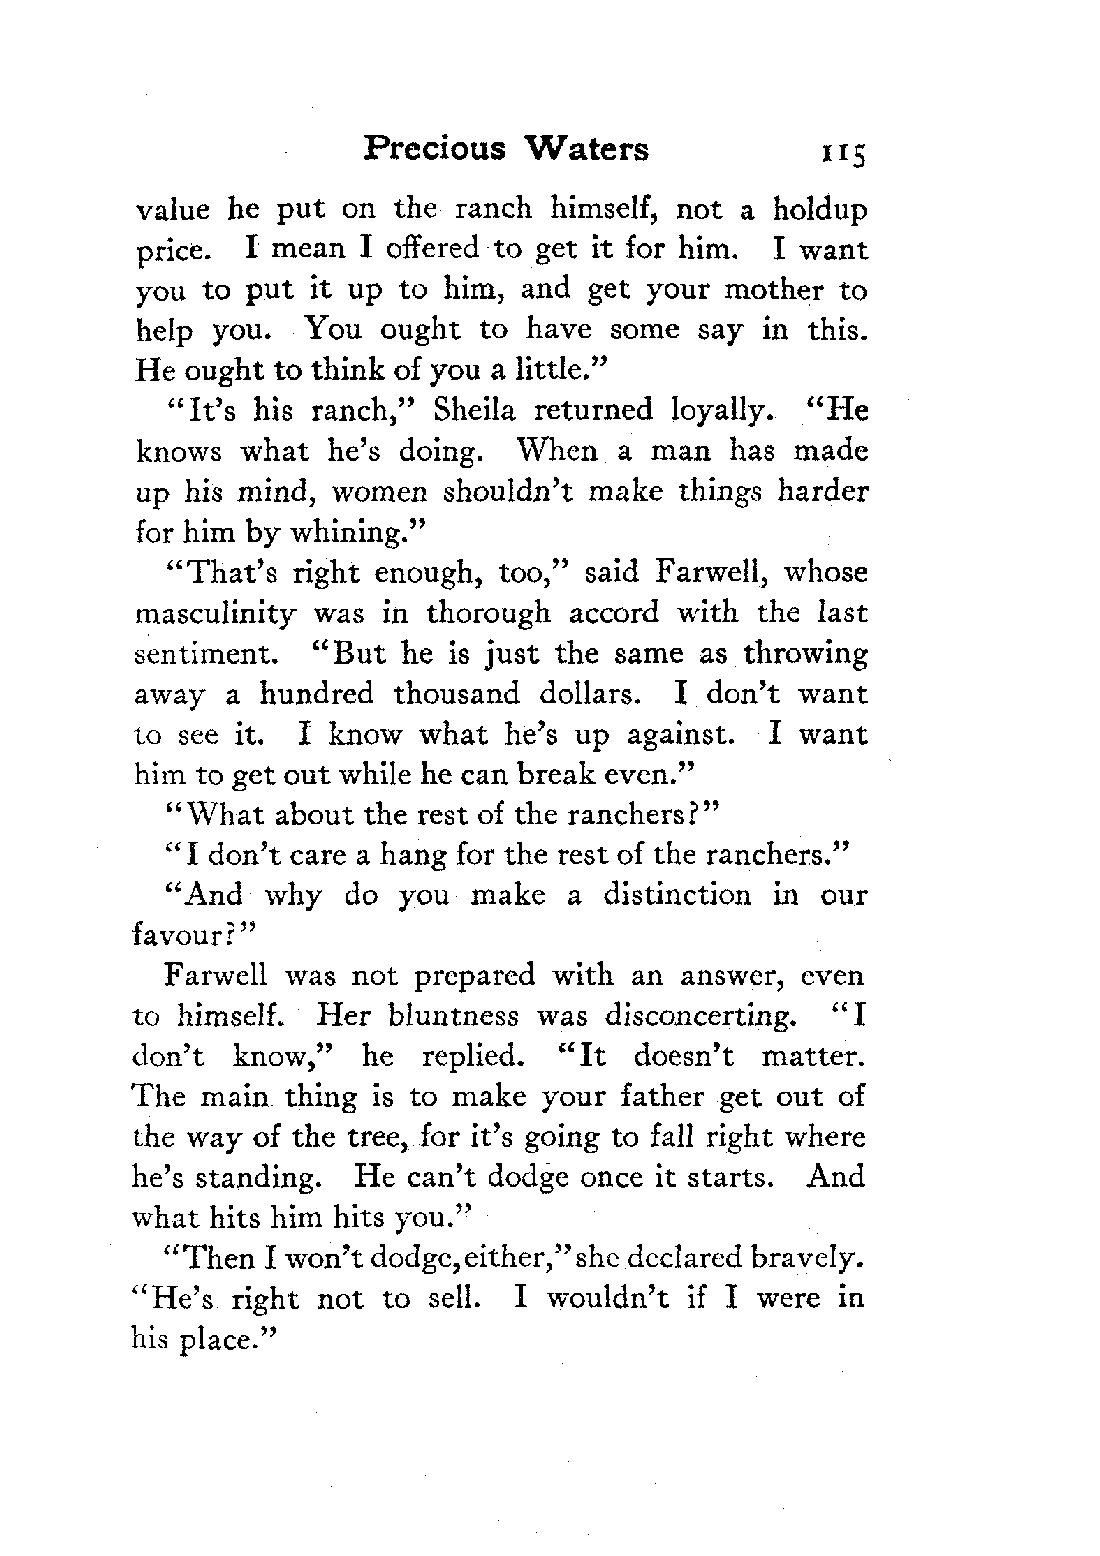 Precious Waters 115
value he put on the ranch himself, not a holdup
price. I mean I offered to get it for him. I want
you to put it up to him, and get your mother to
help you. You ought to have some say in this.
He ought to think of you a little.”
“It’s his ranch,” Sheila returned loyally. “He
knows what he’s doing. When a man has made
up his mind, women shouldn’t make things harder
for him by whining.”
“That’s right enough, too,” said Farwell, whose
masculinity was in thorough accord with the last
sentiment. “But he is just the same as throwing
away a hundred thousand dollars. I don’t want
to see it. I know what he’s up against. I want
him to get out while he can break even.”
“What about the rest of the ranchers?”
“I don’t care a hang for the rest of the ranchers.”
“And why do you make a distinction in our
favour?”
Farwell was not prepared with an answer, even
to himself. Her bluntness was disconcerting. “I
don’t know,” he replied. “It doesn’t matter.
The main thing is to make your father get out of
the way of the tree, for it’s going to fall right where
he’s standing. He can’t dodge once it starts. And
what hits him hits you.”
“Then I won’t dodge, either,” she declared bravely.
“He’s right not to sell. I wouldn’t if I were in
his place.”